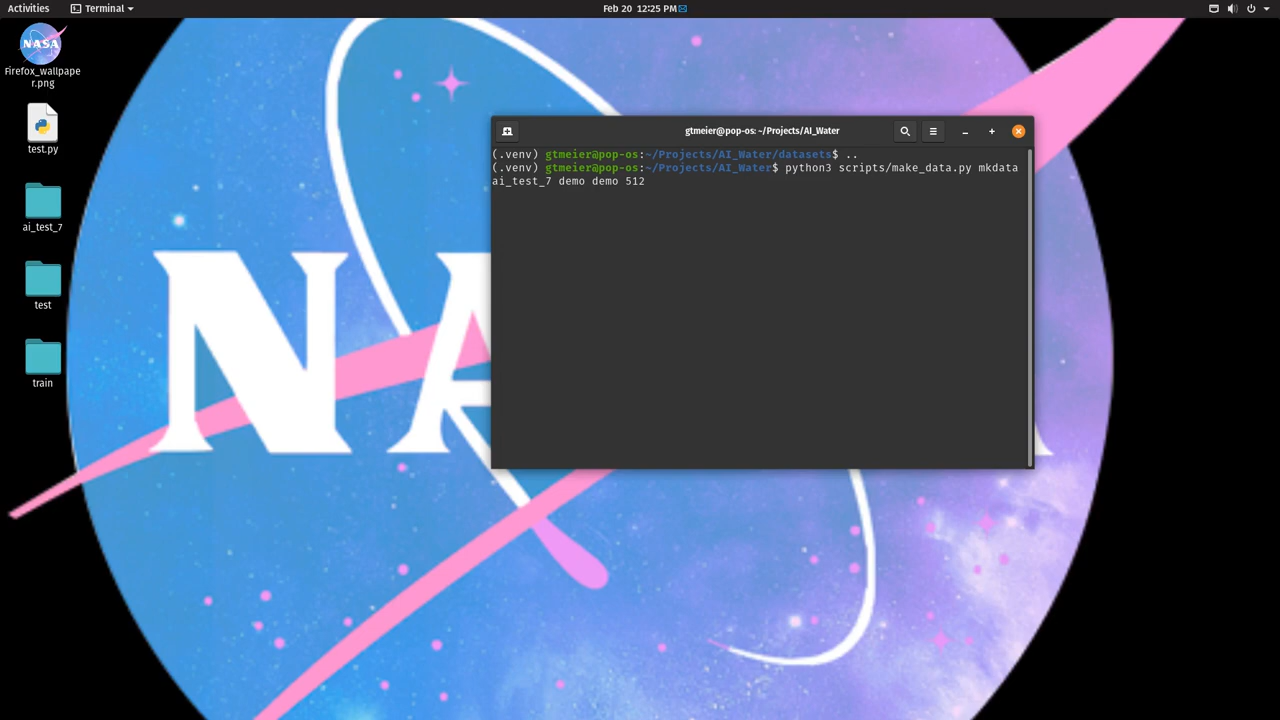 Activities
Terminal
Feb 20 12:25 PM
NASA
Firefox_wallpape
r.png
test.py
ai_test_7
test
train
gtmeier@pop-os: ~/Projects/AI_Water
(.venv) gtmeier@pop-os:~/Projects/AI_Water/datasets$ ..
(.venv) gtmeier@pop-os:~/Projects/AI_Water$ python3 scripts/make_data.py mkdata
ai_test_7 demo demo 512
NA A